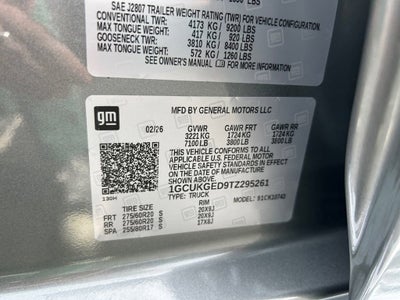 SAE J2807 TRAILER WEIGHT RATING (TWR) FOR VEHICLE CONFIGURATION.
CONVENTIONAL TWR: 4173 KG / 9200 LBS
MAX TONGUE WEIGHT: 417 KG / 920 LBS
GOOSENECK TWR: 3810 KG / 8400 LBS
MAX TONGUE WEIGHT: 572 KG / 1260 LBS
SEE OWNER'S MANUAL FOR MORE INFORMATION
gm
MFD BY GENERAL MOTORS LLC
02/26 GVWR GAWR FRT GAWR RR
3221 KG 1724 KG 1724 KG
7100 LB 3800 LB 3800 LB
THIS VEHICLE CONFORMS TO ALL APPLICABLE
U.S. FEDERAL MOTOR VEHICLE SAFETY
STANDARDS IN EFFECT ON THE DATE OF
MANUFACTURE SHOWN ABOVE.
1GCUKGED9TZ295261
TYPE: TRUCK MODEL:
TIRE SIZE RIM
FRT 275/60R20 S 20X9J
RR 275/60R20 S 20X9J
SPA 255/80R17 S 17X8J